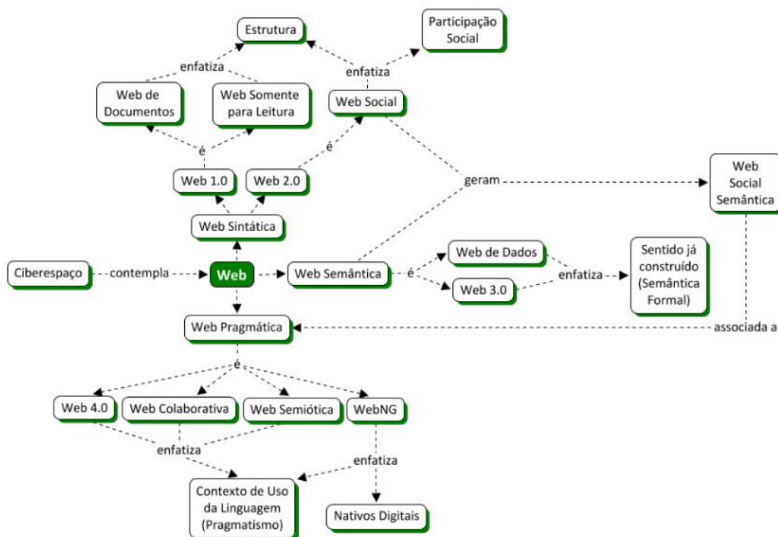 Estrutura
Participação
Social
enfatiza
enfatiza
Web de
Documentos
Web Somente
para Leitura
Web Social
é
é
Web 1.0
Web 2.0
geram
Web
Social
Semântica
Web Sintática
Ciberespaço
contempla
Web
Web Semântica
é
Web de Dados
Web 3.0
enfatiza
Sentido já
construído
(Semântica
Formal)
Web Pragmática
associada a
é
Web 4.0
Web Colaborativa
Web Semiótica
WebNG
enfatiza
enfatiza
Contexto de Uso
da Linguagem
(Pragmatismo)
Nativos Digitais